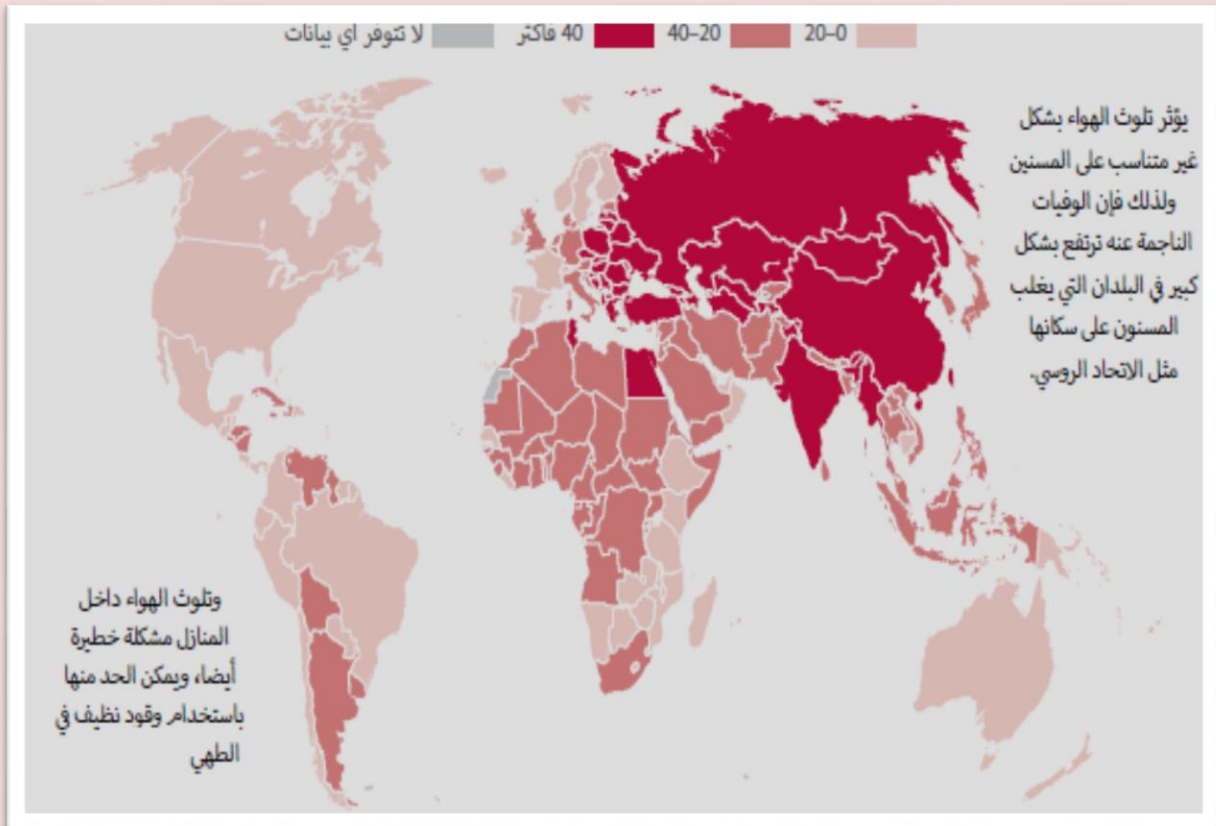 0–20 20–40 40 فاكثر لا تتوفر اي بيانات
يؤثر تلوث الهواء بشكل
غير متناسب على المسنين
ولذلك فإن الوفيات
الناجمة عنه ترتفع بشكل
كبير في البلدان التي يغلب
المسنون على سكانها
مثل الاتحاد الروسي.
وتلوث الهواء داخل
المنازل مشكلة خطيرة
أيضا، ويمكن الحد منها
باستخدام وقود نظيف في
الطهي